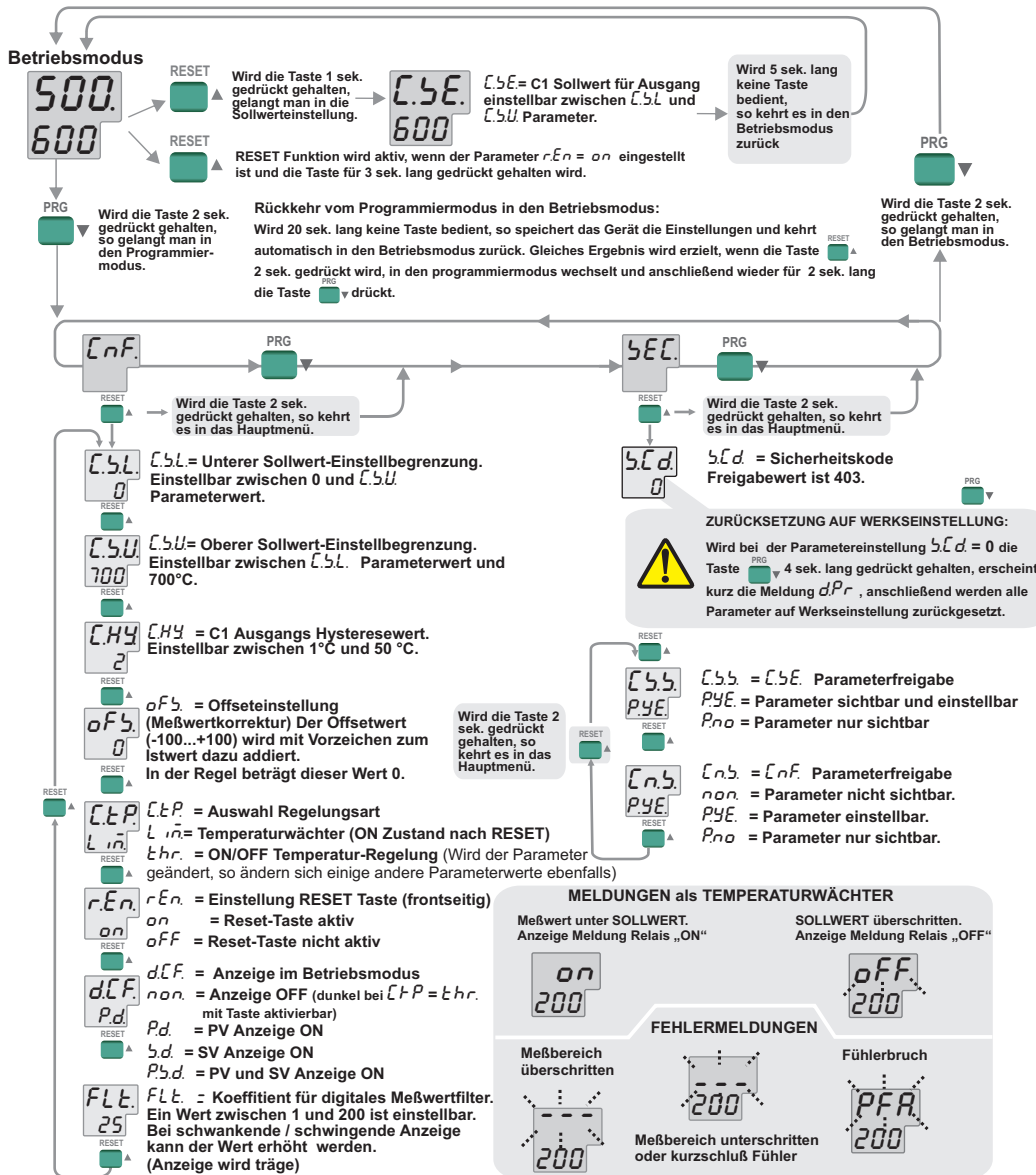 Betriebsmodus
500.
600
RESET
Wird die Taste 1 sek.
gedrückt gehalten,
gelangt man in die
Sollwerteinstellung.
C.SE.
600
C.SE.= C1 Sollwert für Ausgang
einstellbar zwischen C.S.L und
C.S.U. Parameter.
Wird 5 sek. lang
keine Taste
bedient,
so kehrt es in den
Betriebsmodus
zurück
RESET
RESET Funktion wird aktiv, wenn der Parameter r.En = on eingestellt
ist und die Taste für 3 sek. lang gedrückt gehalten wird.
PRG
Wird die Taste 2 sek.
gedrückt gehalten,
so gelangt man in
den Programmier-
modus.
Rückkehr vom Programmiermodus in den Betriebsmodus:
Wird 20 sek. lang keine Taste bedient, so speichert das Gerät die Einstellungen und kehrt
automatisch in den Betriebsmodus zurück. Gleiches Ergebnis wird erzielt, wenn die Taste RESET
2 sek. gedrückt wird, in den programmiermodus wechselt und anschließend wieder für 2 sek. lang
die Taste PRG drückt.
PRG
Wird die Taste 2 sek.
gedrückt gehalten,
so gelangt man in
den Betriebsmodus.
CnF.
PRG
RESET
Wird die Taste 2 sek.
gedrückt gehalten, so kehrt
es in das Hauptmenü.
SEC.
PRG
RESET
Wird die Taste 2 sek.
gedrückt gehalten, so kehrt
es in das Hauptmenü.
C.S.L.
0
C.S.L.= Unterer Sollwert-Einstellbegrenzung.
Einstellbar zwischen 0 und C.S.U.
Parameterwert.
RESET
C.S.U.
700
C.S.U.= Oberer Sollwert-Einstellbegrenzung.
Einstellbar zwischen C.S.L. Parameterwert und
700°C.
RESET
C.HY.
2
C.HY. = C1 Ausgangs Hysteresewert.
Einstellbar zwischen 1°C und 50 °C.
RESET
oFS.
0
oFS. = Offseteinstellung
(Meßwertkorrektur) Der Offsetwert
(-100...+100) wird mit Vorzeichen zum
Istwert dazu addiert.
In der Regel beträgt dieser Wert 0.
RESET
RESET
C.tP.
Lim.
C.tP. = Auswahl Regelungsart
Lim.= Temperaturwächter (ON Zustand nach RESET)
thr. = ON/OFF Temperatur-Regelung (Wird der Parameter
geändert, so ändern sich einige andere Parameterwerte ebenfalls)
RESET
r.En.
on
r.En. = Einstellung RESET Taste (frontseitig)
on = Reset-Taste aktiv
oFF = Reset-Taste nicht aktiv
RESET
d.CF.
P.d.
d.CF. = Anzeige im Betriebsmodus
non. = Anzeige OFF (dunkel bei CtP = thr.
mit Taste aktivierbar)
P.d. = PV Anzeige ON
S.d. = SV Anzeige ON
P.S.d. = PV und SV Anzeige ON
RESET
FLt.
25
FLt. = Koeffitient für digitales Meßwertfilter.
Ein Wert zwischen 1 und 200 ist einstellbar.
Bei schwankende / schwingende Anzeige
kann der Wert erhöht werden.
(Anzeige wird träge)
RESET
S.Cd.
0
S.Cd. = Sicherheitskode
Freigabewert ist 403.
PRG
ZURÜCKSETZUNG AUF WERKSEINSTELLUNG:
Wird bei der Parametereinstellung S.Cd. = 0 die
Taste PRG 4 sek. lang gedrückt gehalten, erscheint
kurz die Meldung d.Pr , anschließend werden alle
Parameter auf Werkseinstellung zurückgesetzt.
RESET
CS.S.
P.YE.
C.S.S. = C.SE. Parameterfreigabe
P.YE. = Parameter sichtbar und einstellbar
P.no = Parameter nur sichtbar
RESET
Wird die Taste 2
sek. gedrückt
gehalten, so
kehrt es in das
Hauptmenü.
RESET
Cn.S.
P.YE.
Cn.S. = CnF. Parameterfreigabe
non. = Parameter nicht sichtbar.
P.YE. = Parameter einstellbar.
P.no = Parameter nur sichtbar.
RESET
MELDUNGEN als TEMPERATURWÄCHTER
Meßwert unter SOLLWERT.
Anzeige Meldung Relais „ON“
on
200
SOLLWERT überschritten.
Anzeige Meldung Relais „OFF“
oFF.
200
FEHLERMELDUNGEN
Meßbereich
überschritten
- - -
200
- - -
200
Meßbereich unterschritten
oder kurzschluß Fühler
Fühlerbruch
PFA
200